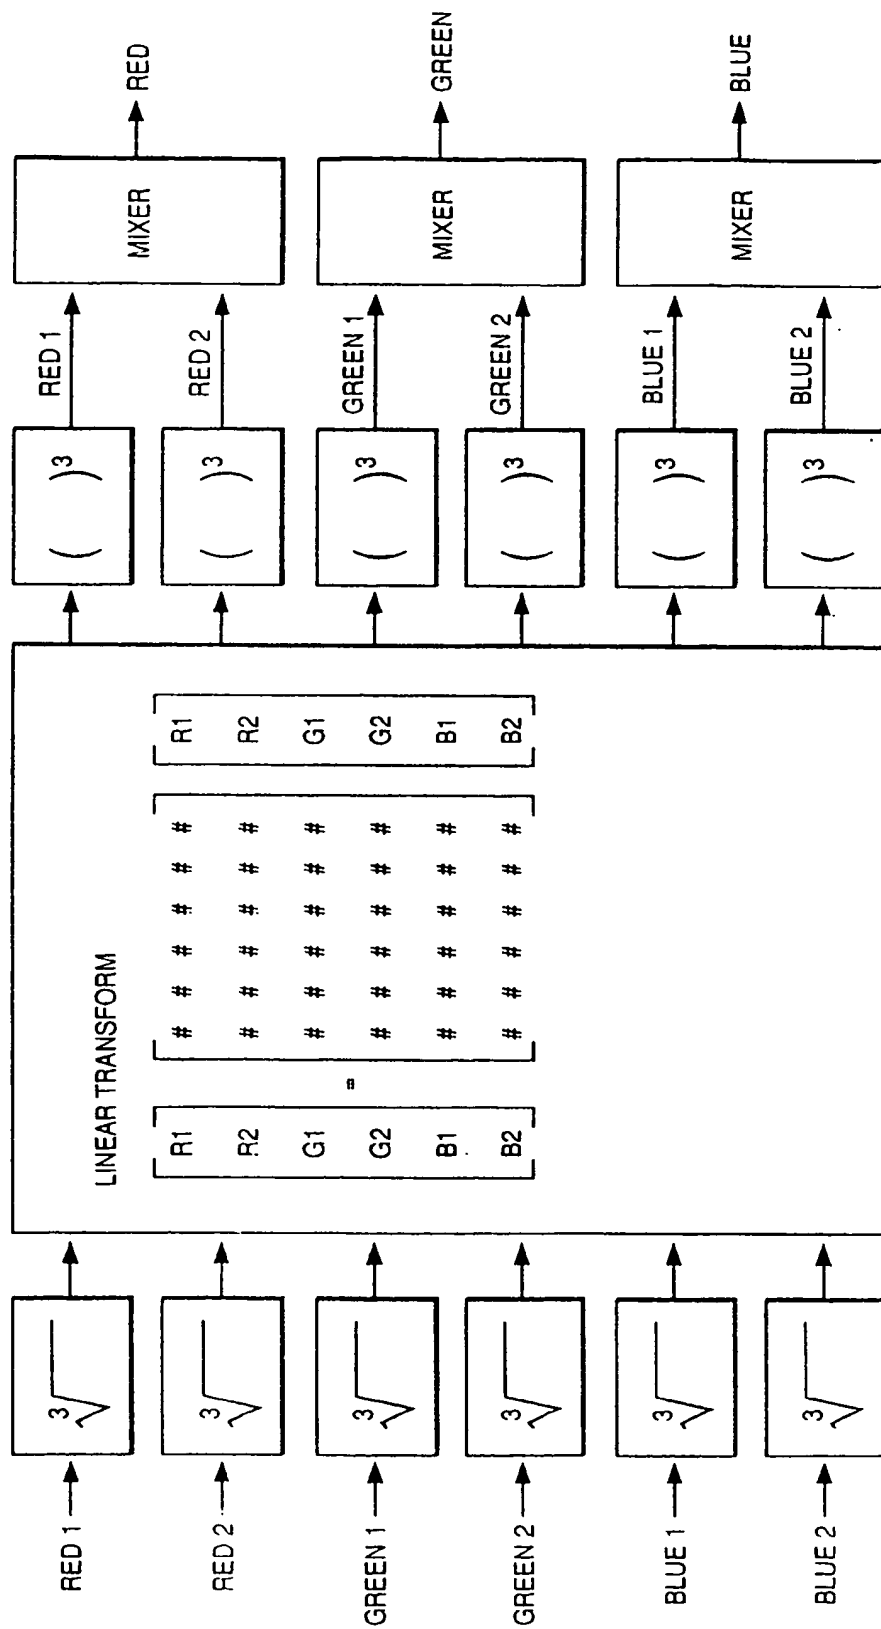 RED 1
RED 2
GREEN 1
GREEN 2
BLUE 1
BLUE 2
3√
3√
3√
3√
3√
3√
LINEAR TRANSFORM
R1 # # # # # # R1
R2 # # # # # # R2
G1 = # # # # # # G1
G2 # # # # # # G2
B1 # # # # # # B1
B2 # # # # # # B2
( )3
( )3
( )3
( )3
( )3
( )3
RED 1
RED 2
GREEN 1
GREEN 2
BLUE 1
BLUE 2
MIXER
MIXER
MIXER
RED
GREEN
BLUE